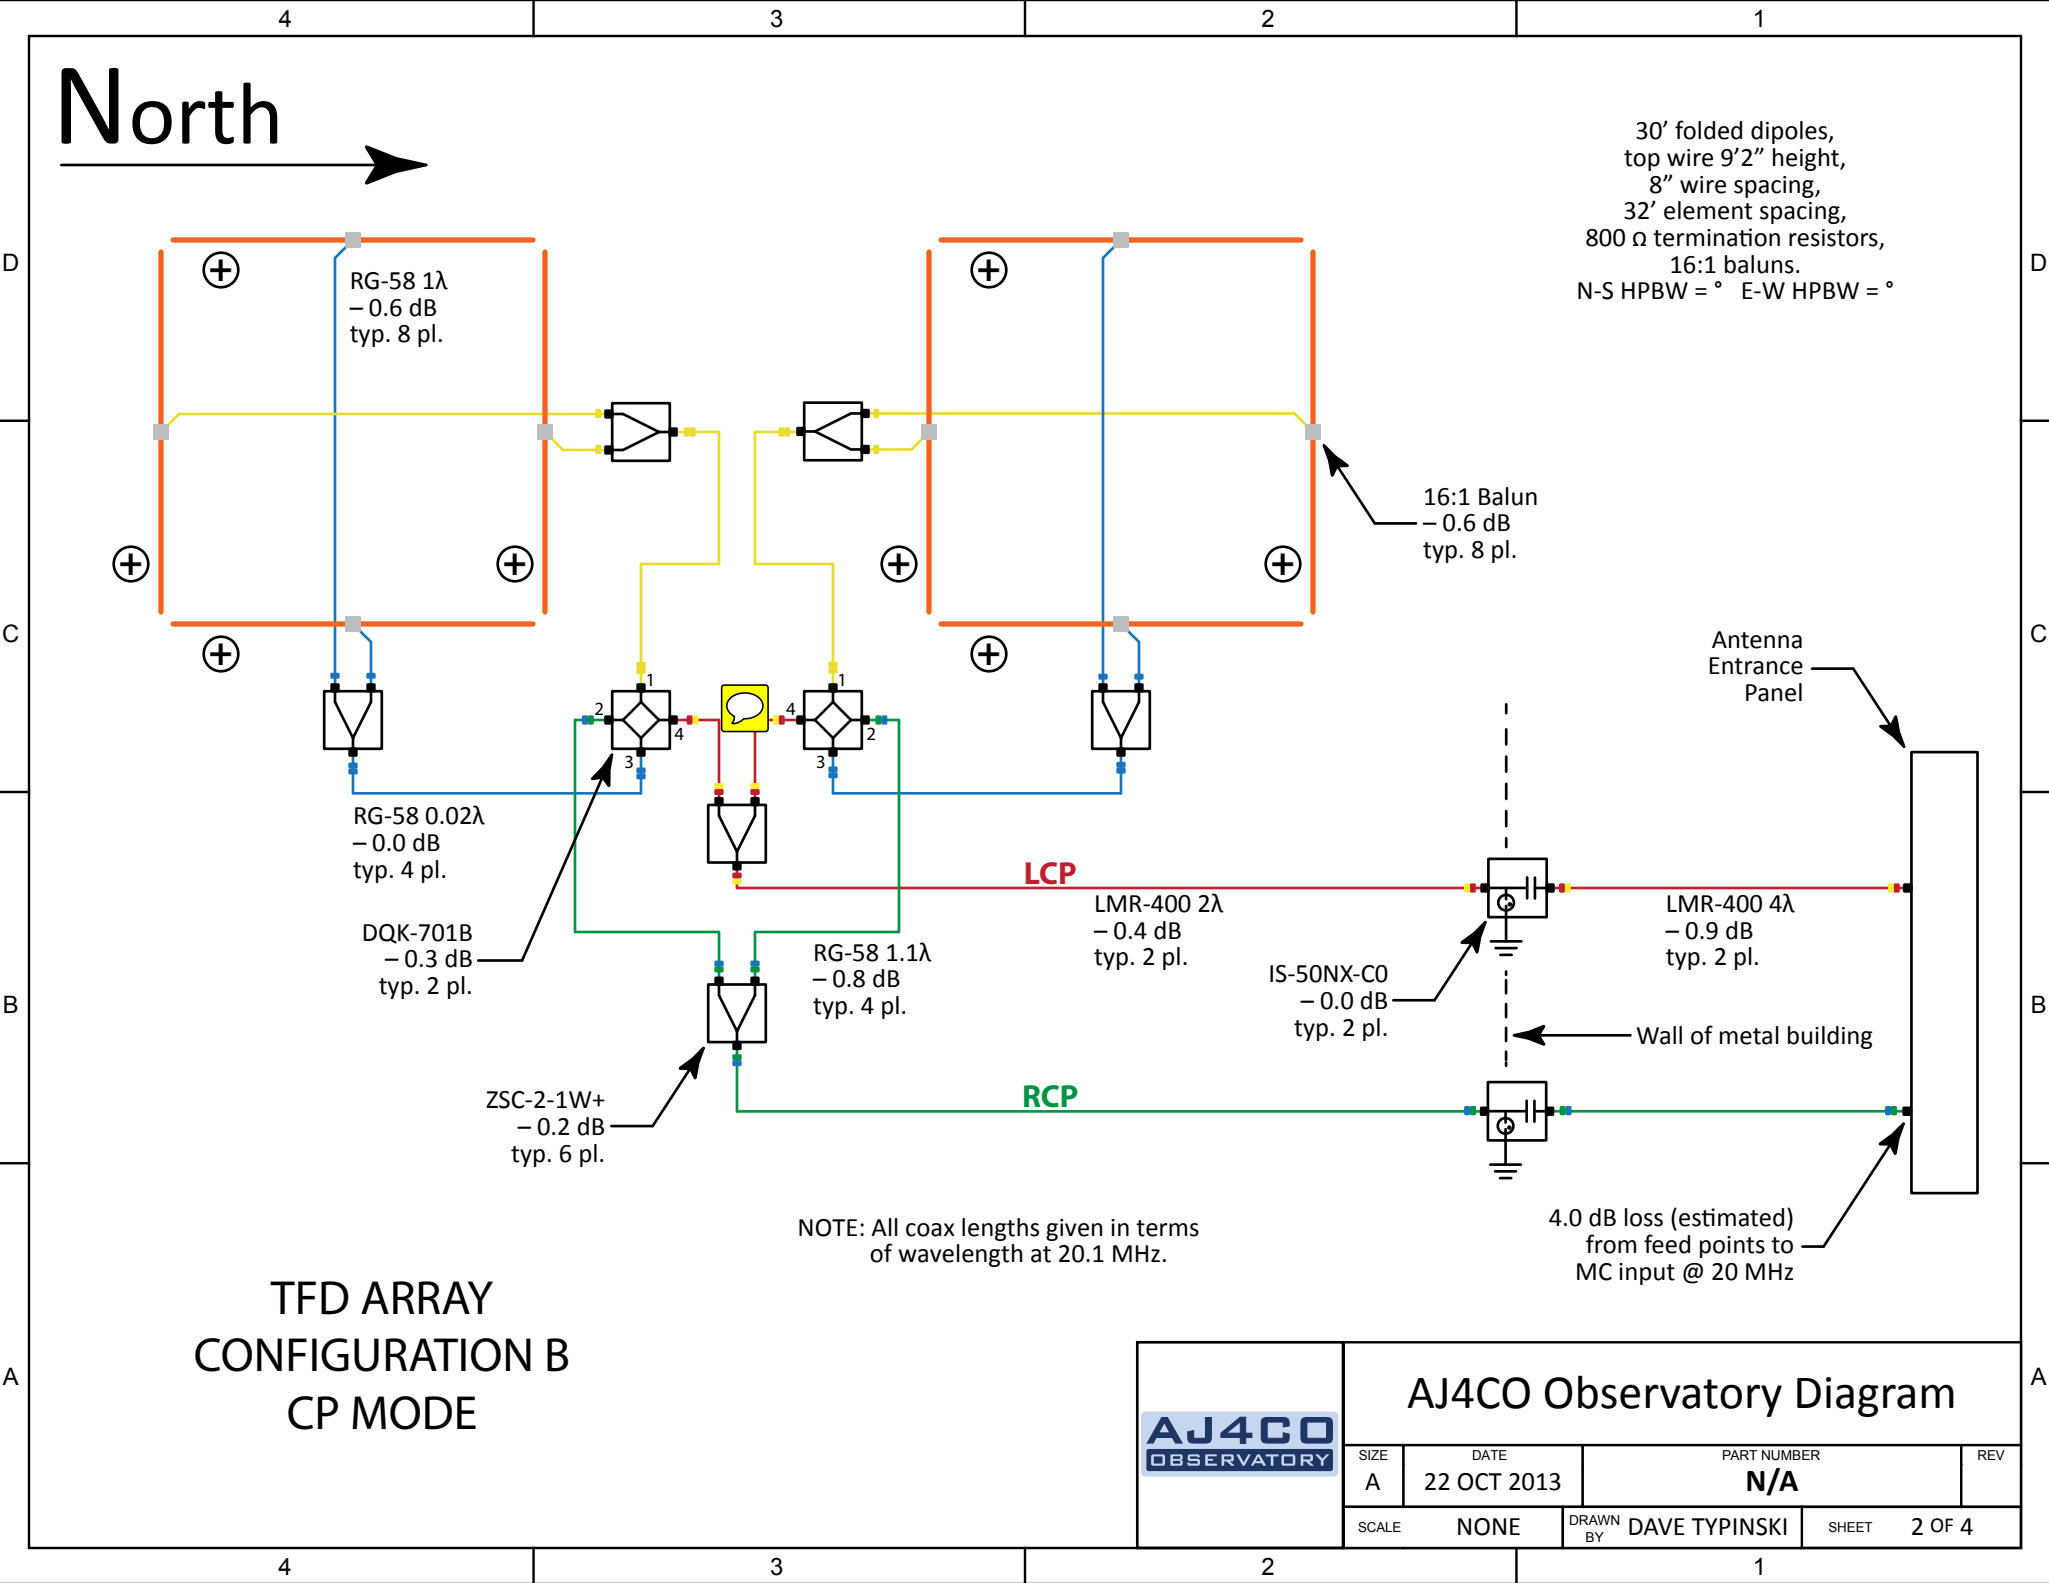 4
3
2
1
North
30’ folded dipoles,
top wire 9’2” height,
8” wire spacing,
32’ element spacing,
800 Ω termination resistors,
16:1 baluns.
N-S HPBW = ° E-W HPBW = °
D
D
RG-58 1λ
– 0.6 dB
typ. 8 pl.
16:1 Balun
– 0.6 dB
typ. 8 pl.
C
C
Antenna
Entrance
Panel
1
2
4
3
1
4
2
3
RG-58 0.02λ
– 0.0 dB
typ. 4 pl.
LCP
LMR-400 2λ
– 0.4 dB
typ. 2 pl.
LMR-400 4λ
– 0.9 dB
typ. 2 pl.
DQK-701B
– 0.3 dB
typ. 2 pl.
RG-58 1.1λ
– 0.8 dB
typ. 4 pl.
IS-50NX-C0
– 0.0 dB
typ. 2 pl.
B
B
Wall of metal building
ZSC-2-1W+
– 0.2 dB
typ. 6 pl.
RCP
NOTE: All coax lengths given in terms
of wavelength at 20.1 MHz.
4.0 dB loss (estimated)
from feed points to
MC input @ 20 MHz
TFD ARRAY
CONFIGURATION B
CP MODE
A
A
AJ4CO
OBSERVATORY
AJ4CO Observatory Diagram
SIZE
A
DATE
22 OCT 2013
PART NUMBER
N/A
REV
SCALE NONE
DRAWN BY DAVE TYPINSKI
SHEET 2 OF 4
4
3
2
1